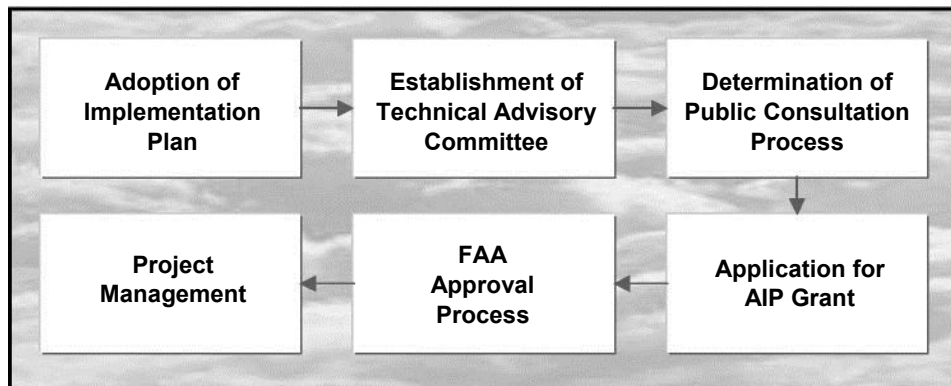 Adoption of
Implementation
Plan
Establishment of
Technical Advisory
Committee
Determination of
Public Consultation
Process
Application for
AIP Grant
FAA
Approval
Process
Project
Management